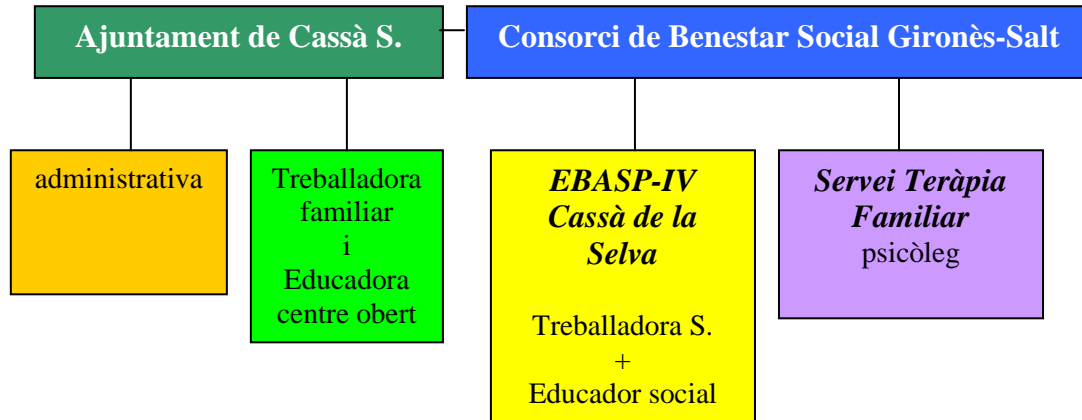 Ajuntament de Cassà S.
Consorci de Benestar Social Gironès-Salt
administrativa
Treballadora
familiar
i
Educadora
centre obert
EBASP-IV
Cassà de la
Selva
Treballadora S.
+
Educador social
Servei Teràpia
Familiar
psicòleg